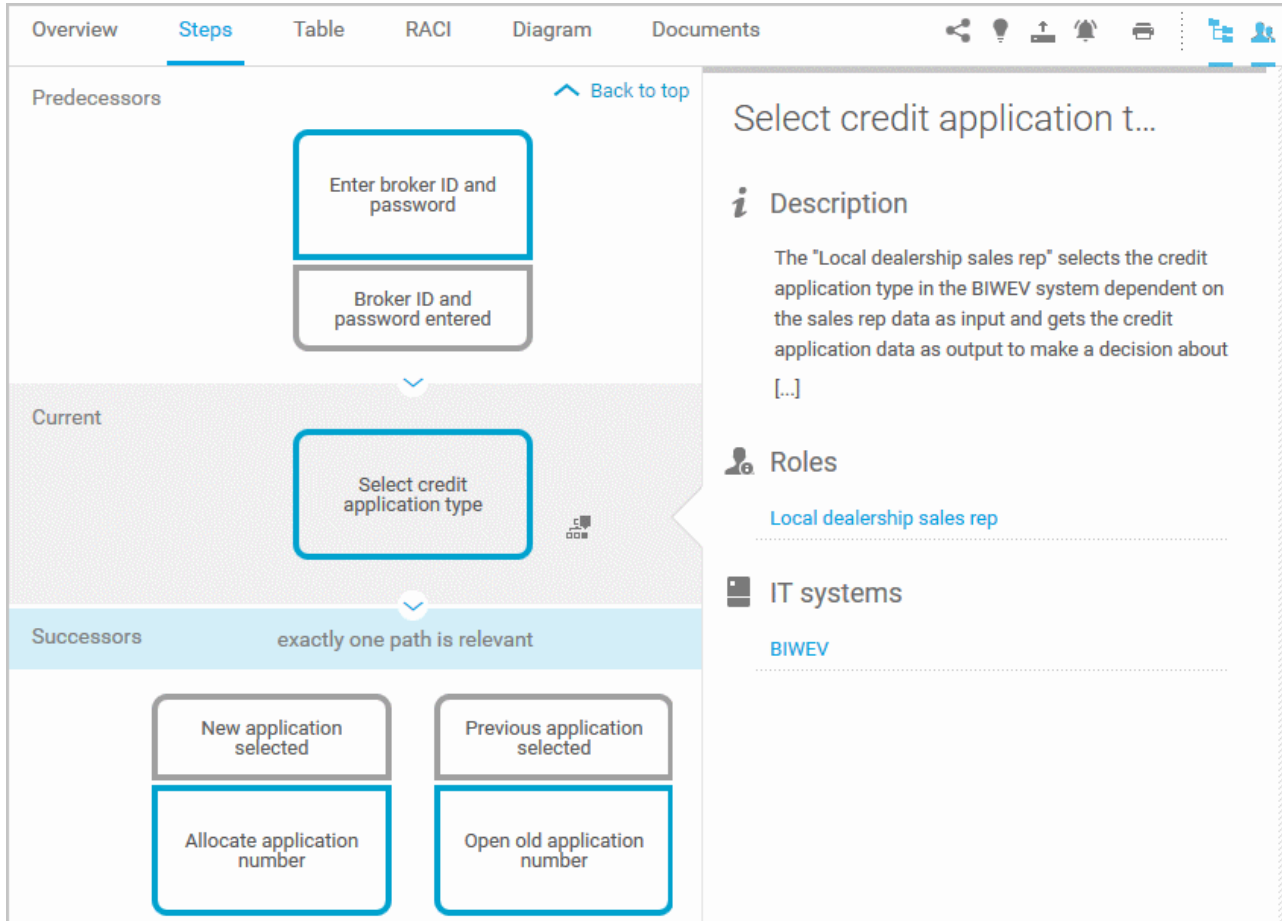 Overview Steps Table RACI Diagram Documents
Predecessors
Back to top
Enter broker ID and
password
Broker ID and
password entered
Current
Select credit
application type
Successors
exactly one path is relevant
New application
selected
Previous application
selected
Allocate application
number
Open old application
number
Select credit application t...
Description
The "Local dealership sales rep" selects the credit
application type in the BIWEV system dependent on
the sales rep data as input and gets the credit
application data as output to make a decision about
[...]
Roles
Local dealership sales rep
IT systems
BIWEV